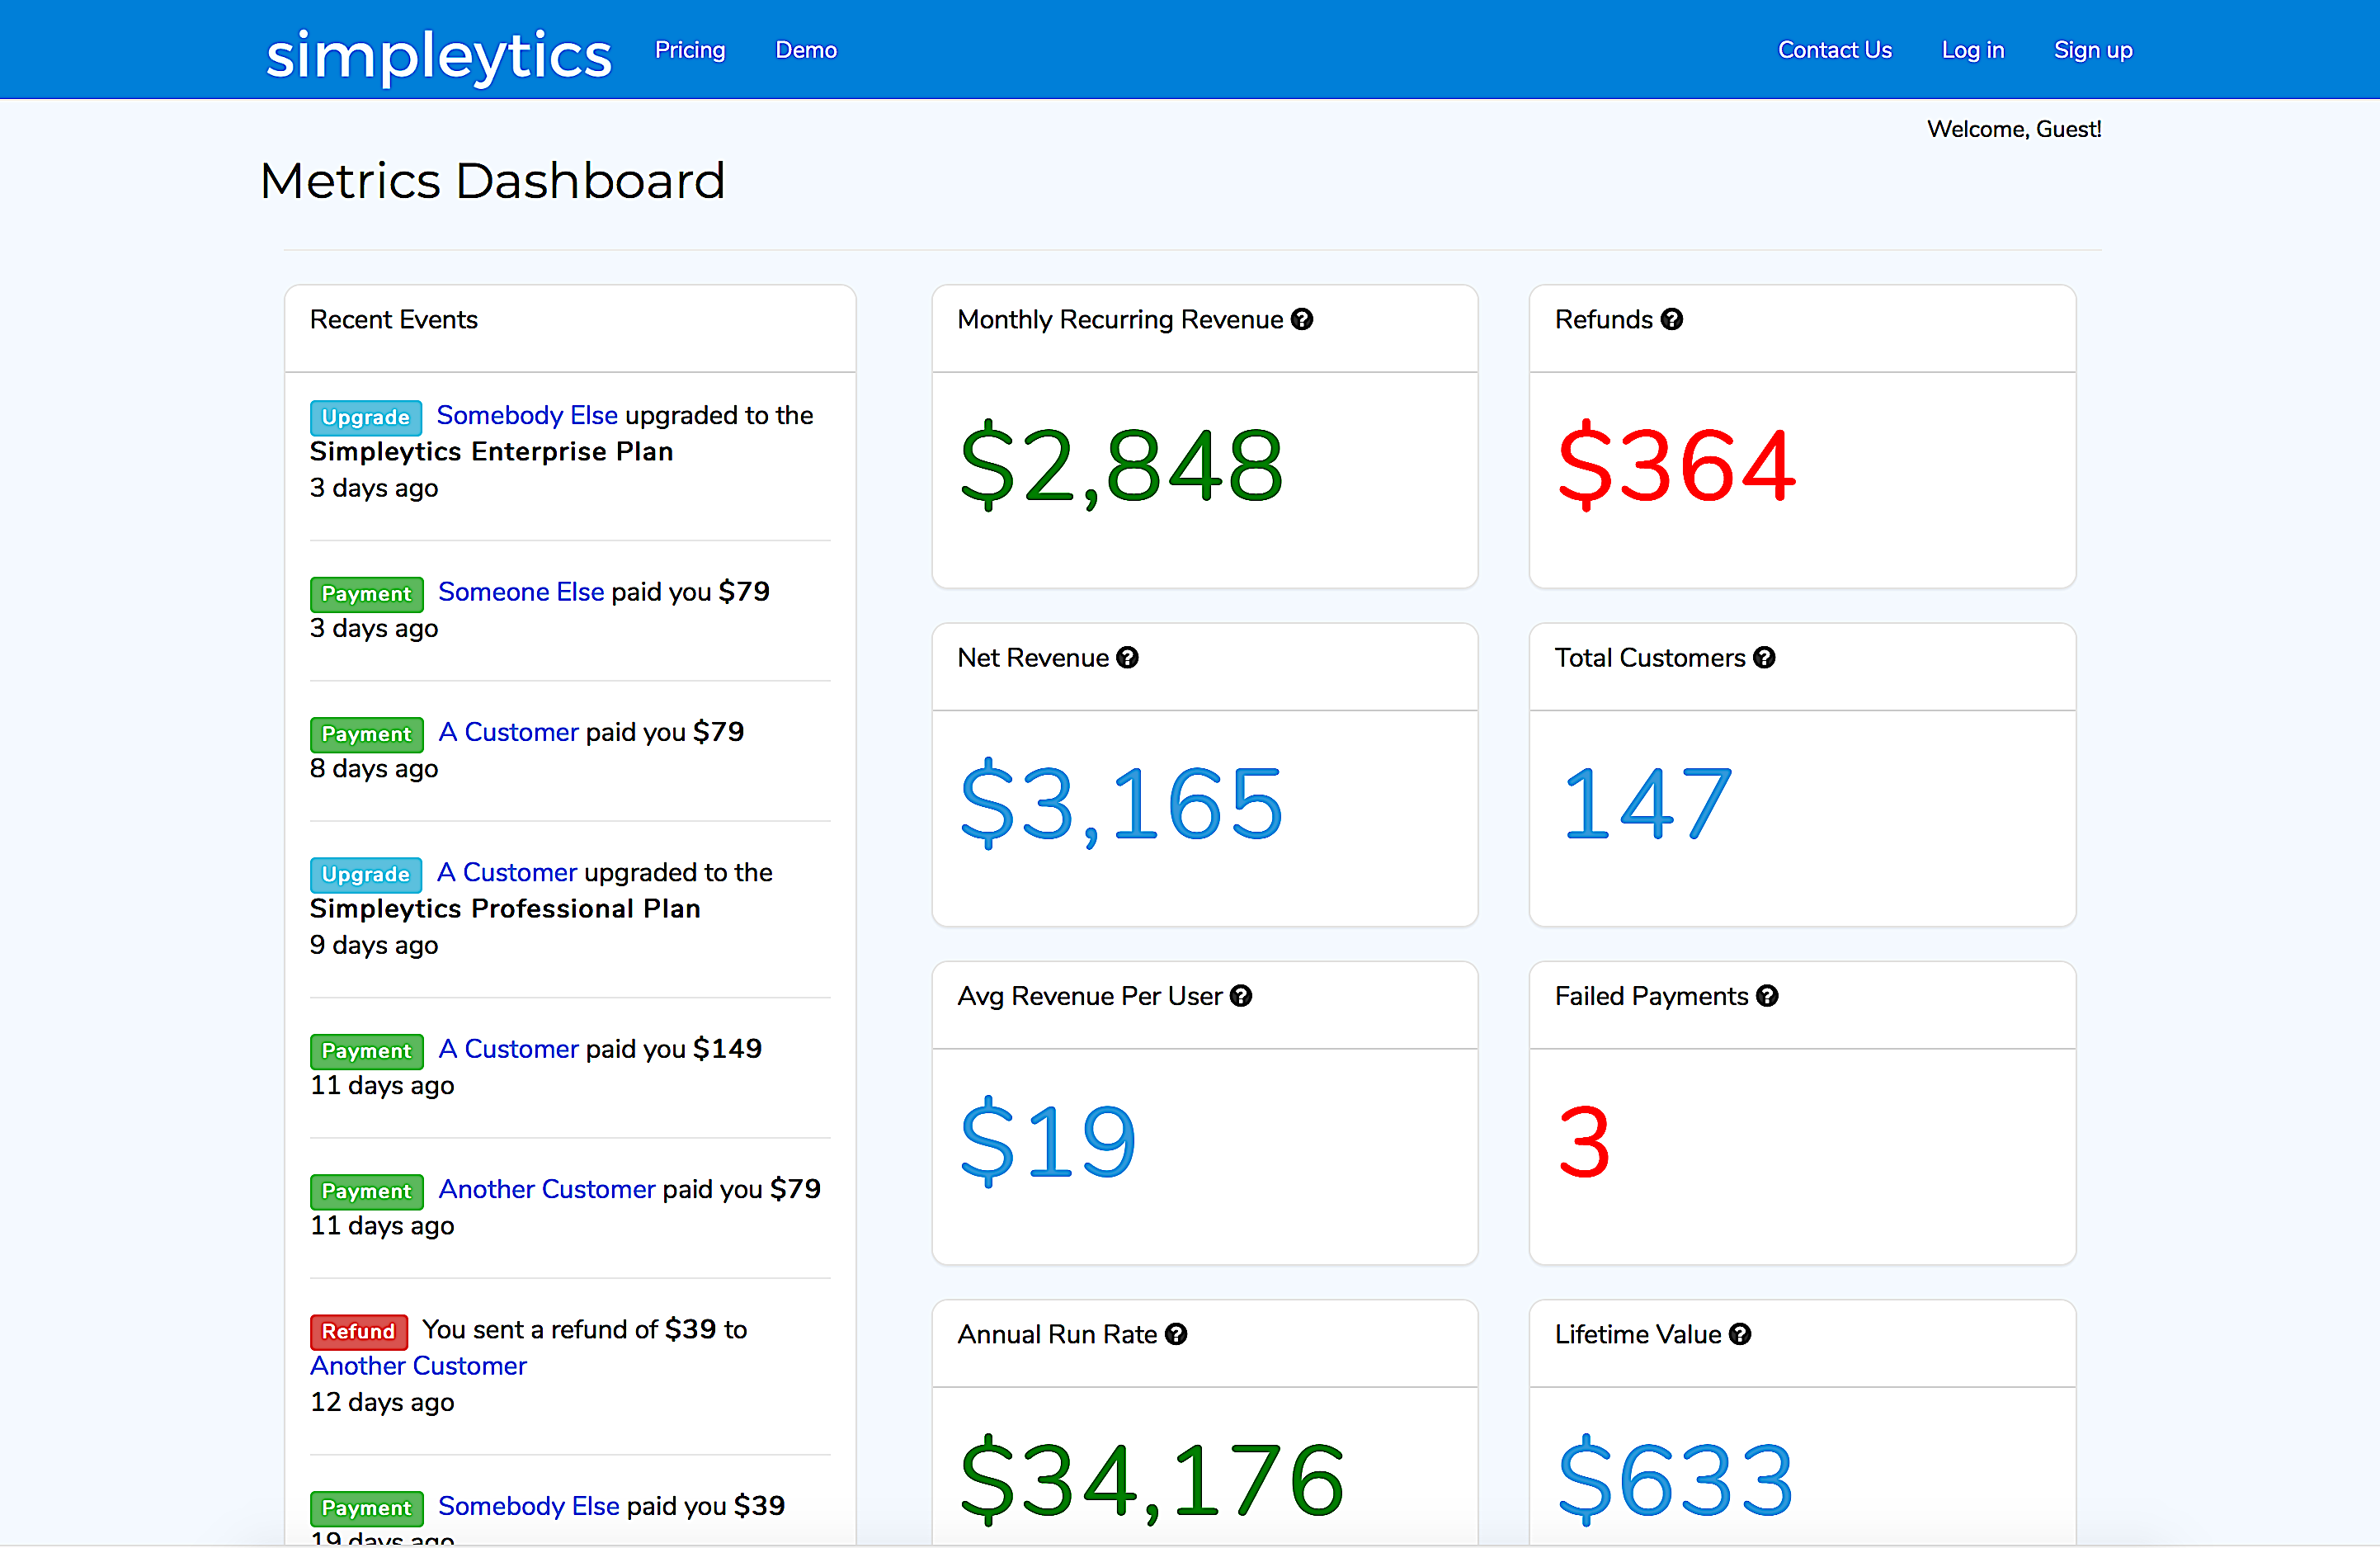 simpleytics Pricing Demo Contact Us Log in Sign up
Welcome, Guest!
Metrics Dashboard
Recent Events
Upgrade Somebody Else upgraded to the
Simpleytics Enterprise Plan
3 days ago
Payment Someone Else paid you $79
3 days ago
Payment A Customer paid you $79
8 days ago
Upgrade A Customer upgraded to the
Simpleytics Professional Plan
9 days ago
Payment A Customer paid you $149
11 days ago
Payment Another Customer paid you $79
11 days ago
Refund You sent a refund of $39 to
Another Customer
12 days ago
Payment Somebody Else paid you $39
19 days ago
Monthly Recurring Revenue ?
$2,848
Refunds ?
$364
Net Revenue ?
$3,165
Total Customers ?
147
Avg Revenue Per User ?
$19
Failed Payments ?
3
Annual Run Rate ?
$34,176
Lifetime Value ?
$633